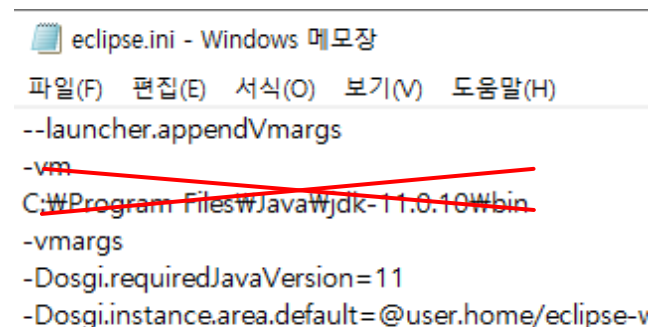 eclipse.ini - Windows 메모장
파일(F) 편집(E) 서식(O) 보기(V) 도움말(H)
--launcher.appendVmargs
-vm
C:₩Program Files₩Java₩jdk-11.0.10₩bin
-vmargs
-Dosgi.requiredJavaVersion=11
-Dosgi.instance.area.default=@user.home/eclipse-w